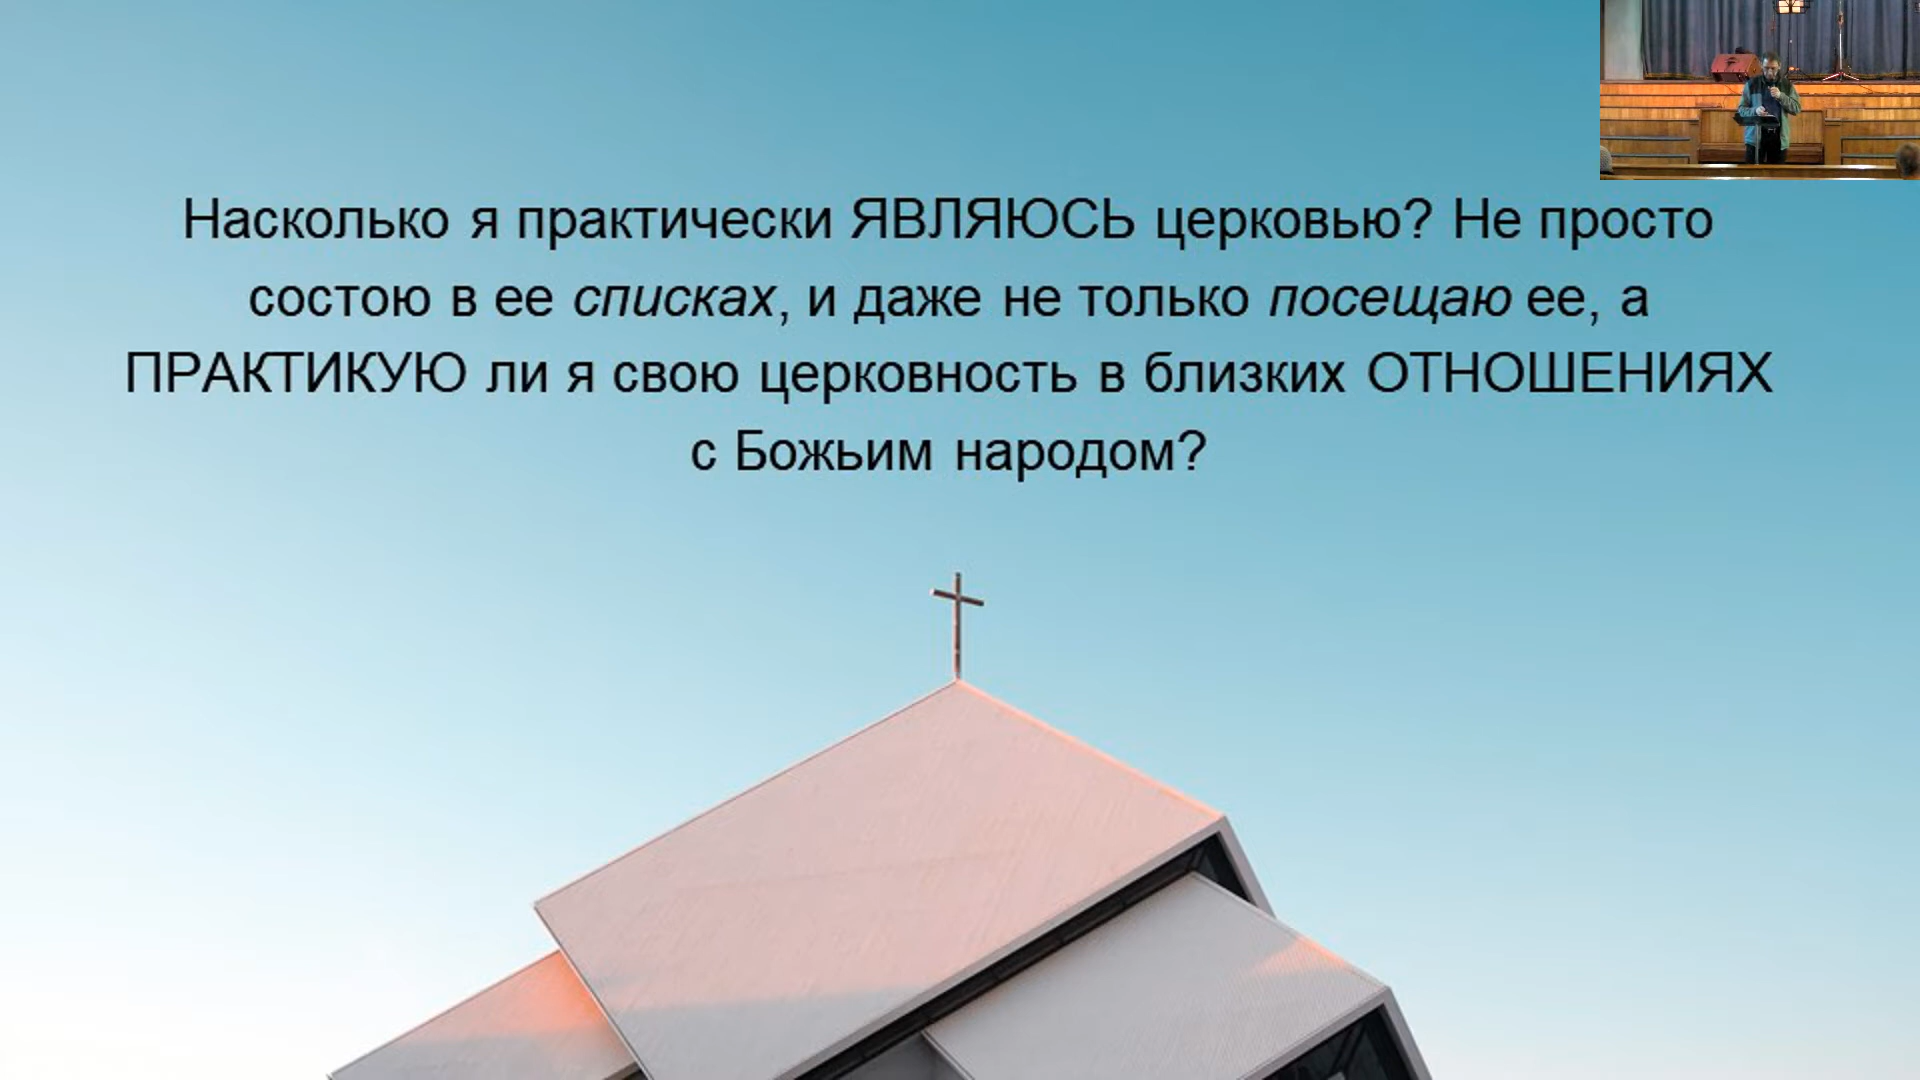 Насколько я практически ЯВЛЯЮСЬ церковью? Не просто
состою в ее списках, и даже не только посещаю ее, а
ПРАКТИКУЮ ли я свою церковность в близких ОТНОШЕНИЯХ
с Божьим народом?